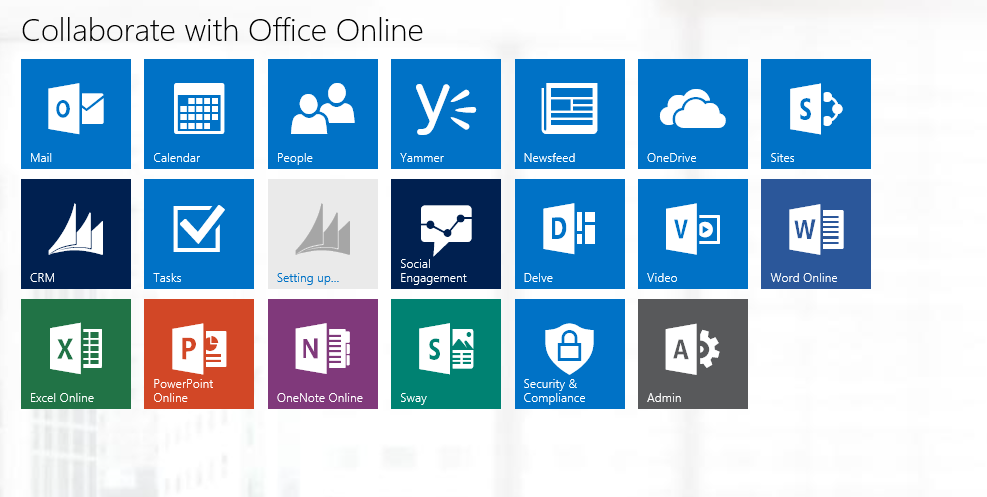 Collaborate with Office Online
Mail
Calendar
People
Yammer
Newsfeed
OneDrive
Sites
CRM
Tasks
Setting up...
Social
Engagement
Delve
Video
Word Online
Excel Online
PowerPoint
Online
OneNote Online
Sway
Security &
Compliance
Admin